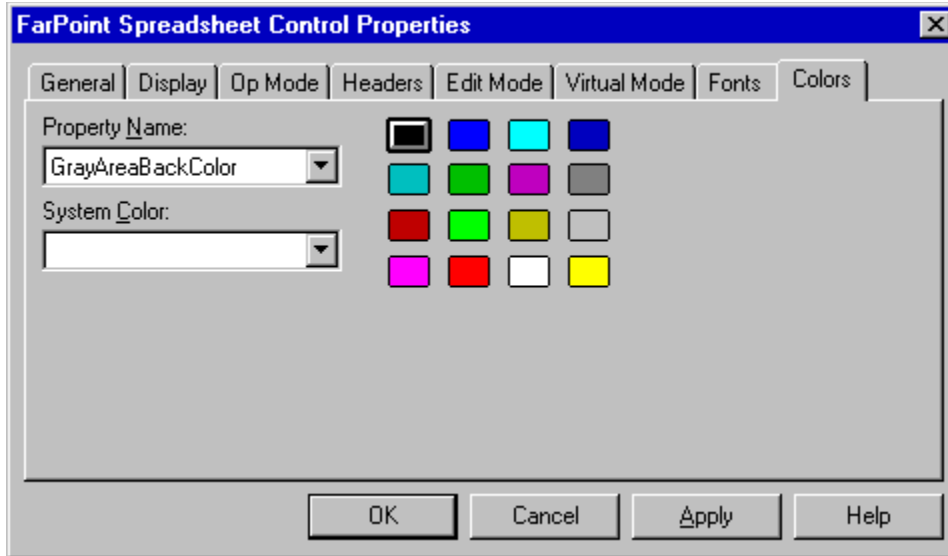 FarPoint Spreadsheet Control Properties
General Display Op Mode Headers Edit Mode Virtual Mode Fonts Colors
Property Name:
GrayAreaBackColor
System Color:
OK Cancel Apply Help